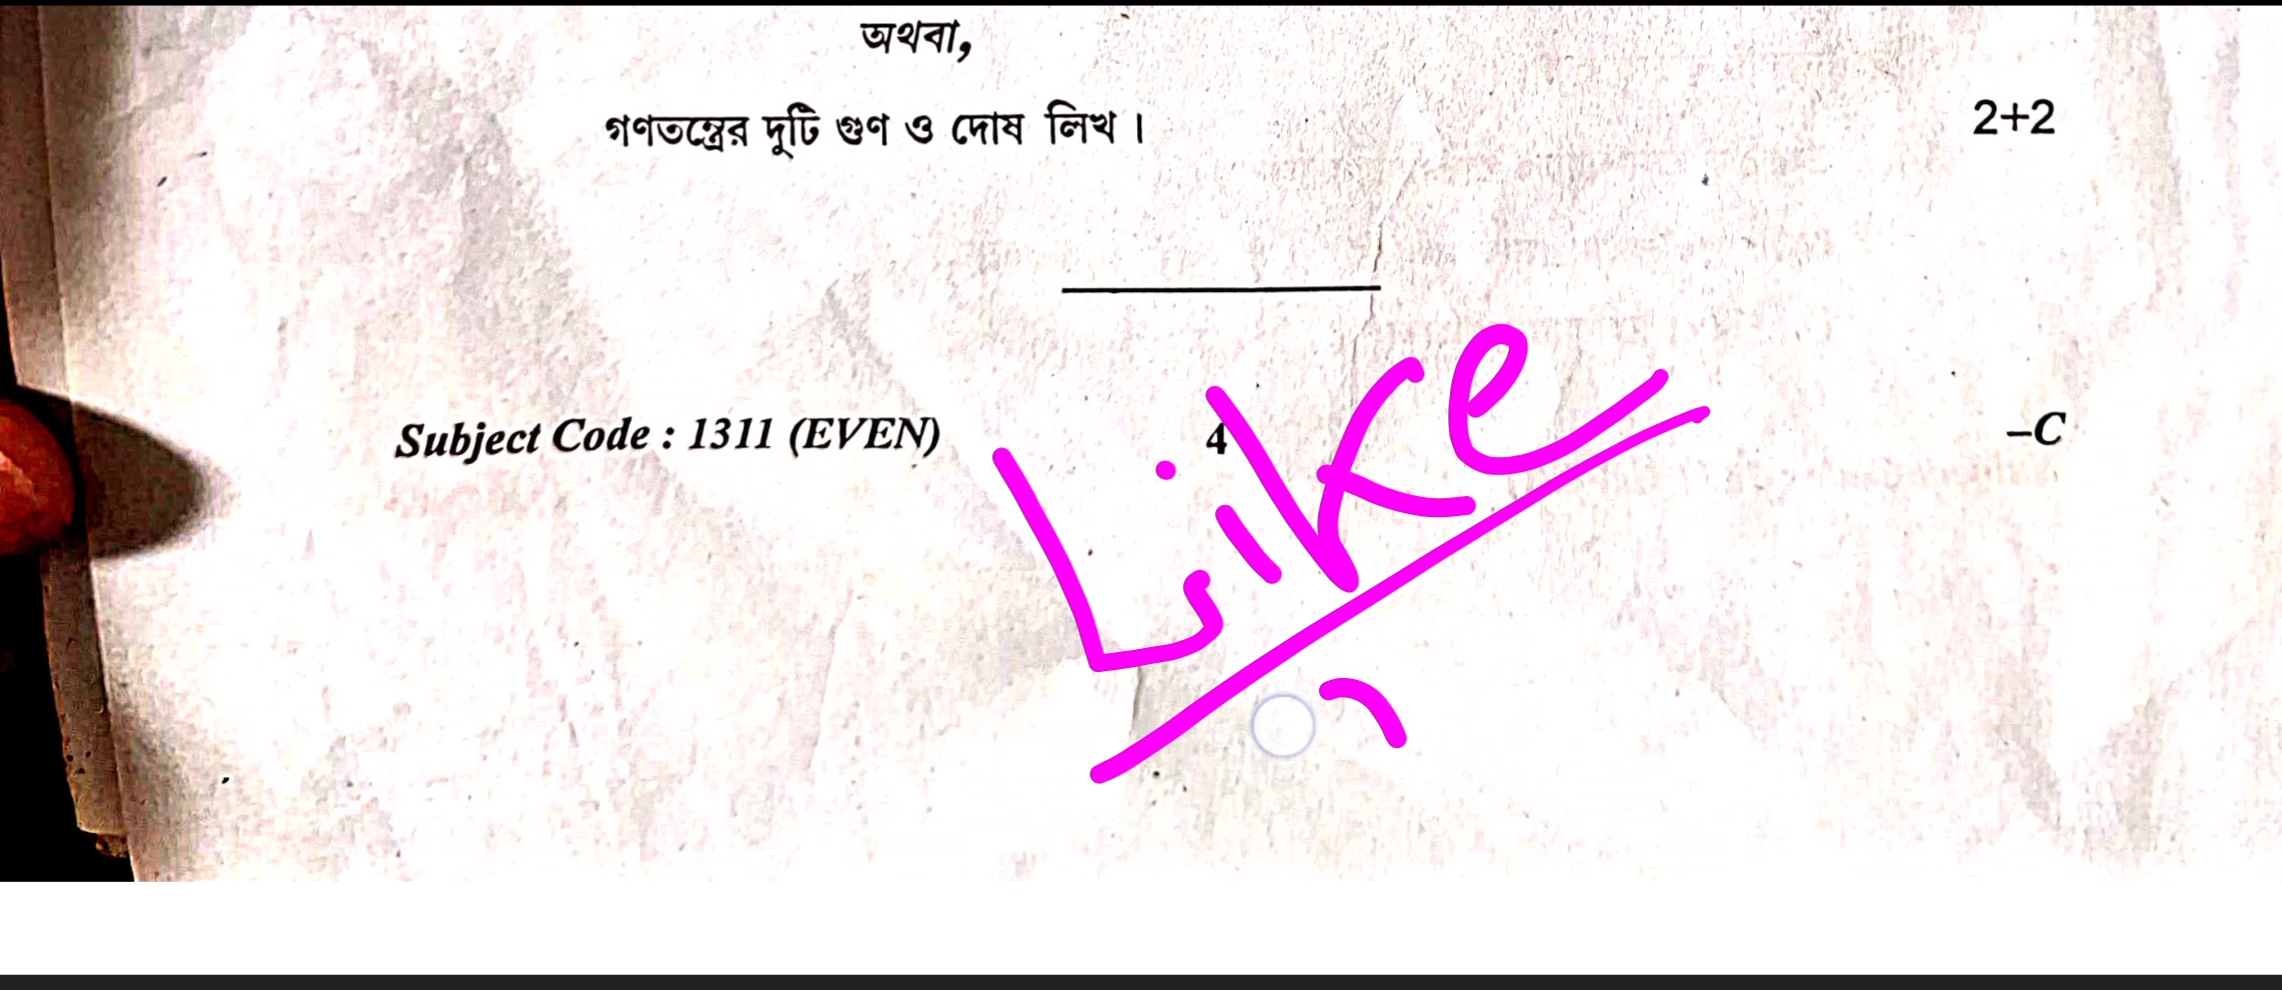 অথবা,
গণতন্ত্রের দুটি গুণ ও দোষ লিখ। 2+2
Subject Code : 1311 (EVEN) 4 –C
Like